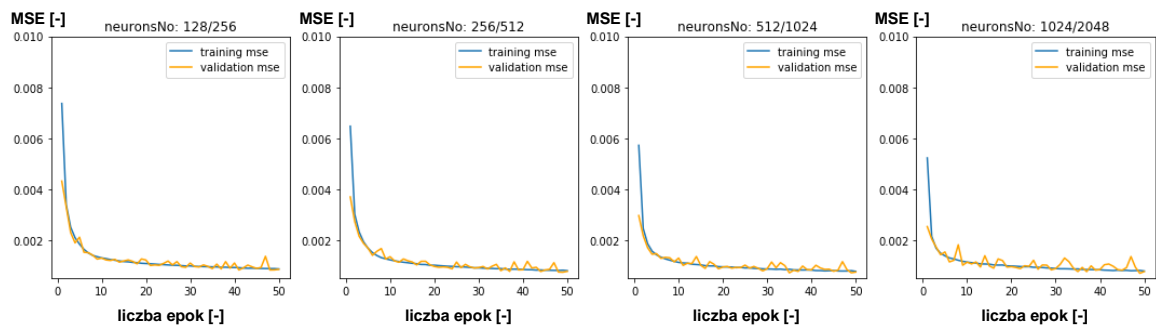 MSE [-]
neuronsNo: 128/256
0.010
0.008
0.006
0.004
0.002
training mse
validation mse
0 10 20 30 40 50
liczba epok [-]
MSE [-]
neuronsNo: 256/512
0.010
0.008
0.006
0.004
0.002
training mse
validation mse
0 10 20 30 40 50
liczba epok [-]
MSE [-]
neuronsNo: 512/1024
0.010
0.008
0.006
0.004
0.002
training mse
validation mse
0 10 20 30 40 50
liczba epok [-]
MSE [-]
neuronsNo: 1024/2048
0.010
0.008
0.006
0.004
0.002
training mse
validation mse
0 10 20 30 40 50
liczba epok [-]